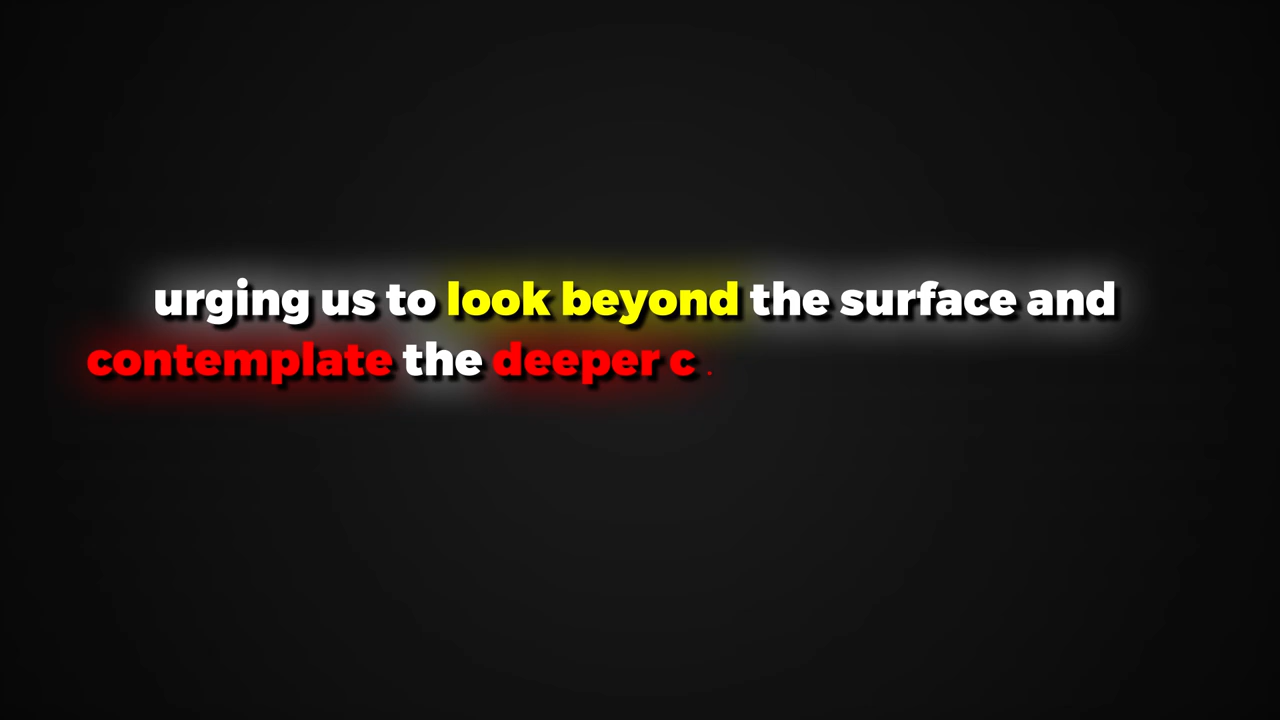 urging us to look beyond the surface and
contemplate the deeper c